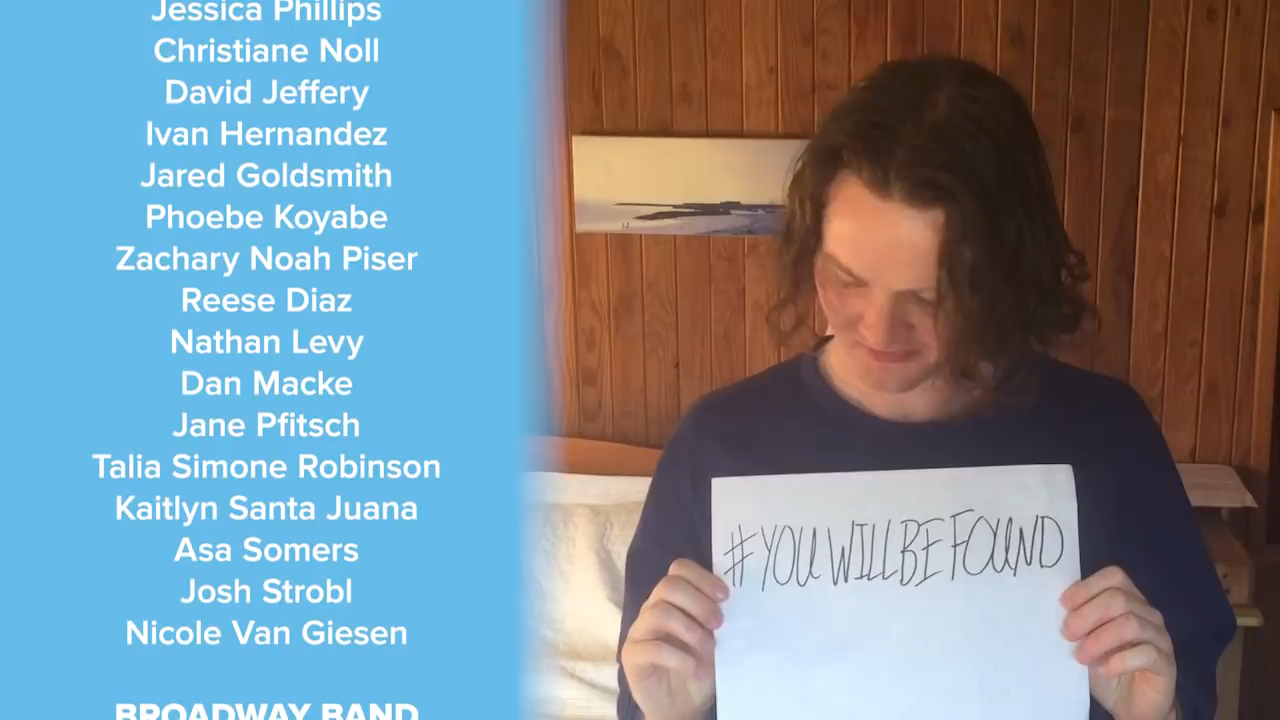 Jessica Phillips
Christiane Noll
David Jeffery
Ivan Hernandez
Jared Goldsmith
Phoebe Koyabe
Zachary Noah Piser
Reese Diaz
Nathan Levy
Dan Macke
Jane Pfitsch
Talia Simone Robinson
Kaitlyn Santa Juana
Asa Somers
Josh Strobl
Nicole Van Giesen
BROADWAY BAND
#YOUWILLBEFOUND